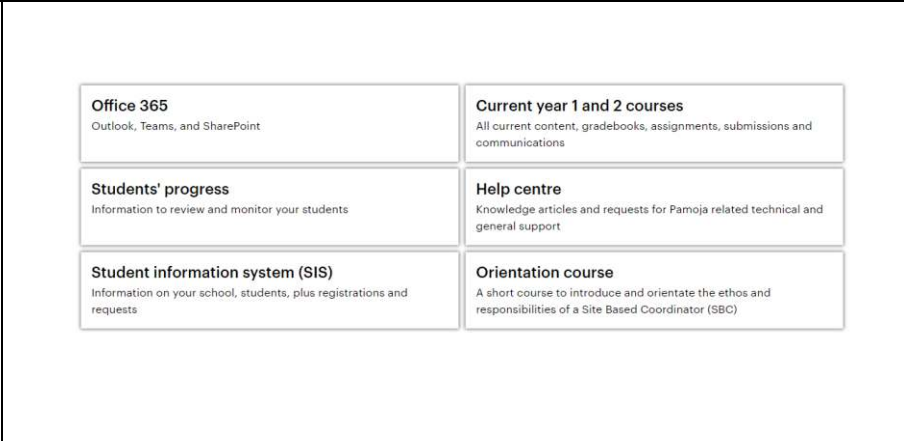 Office 365
Outlook, Teams, and SharePoint
Current year 1 and 2 courses
All current content, gradebooks, assignments, submissions and
communications
Students' progress
Information to review and monitor your students
Help centre
Knowledge articles and requests for Pamoja related technical and
general support
Student information system (SIS)
Information on your school, students, plus registrations and
requests
Orientation course
A short course to introduce and orientate the ethos and
responsibilities of a Site Based Coordinator (SBC)